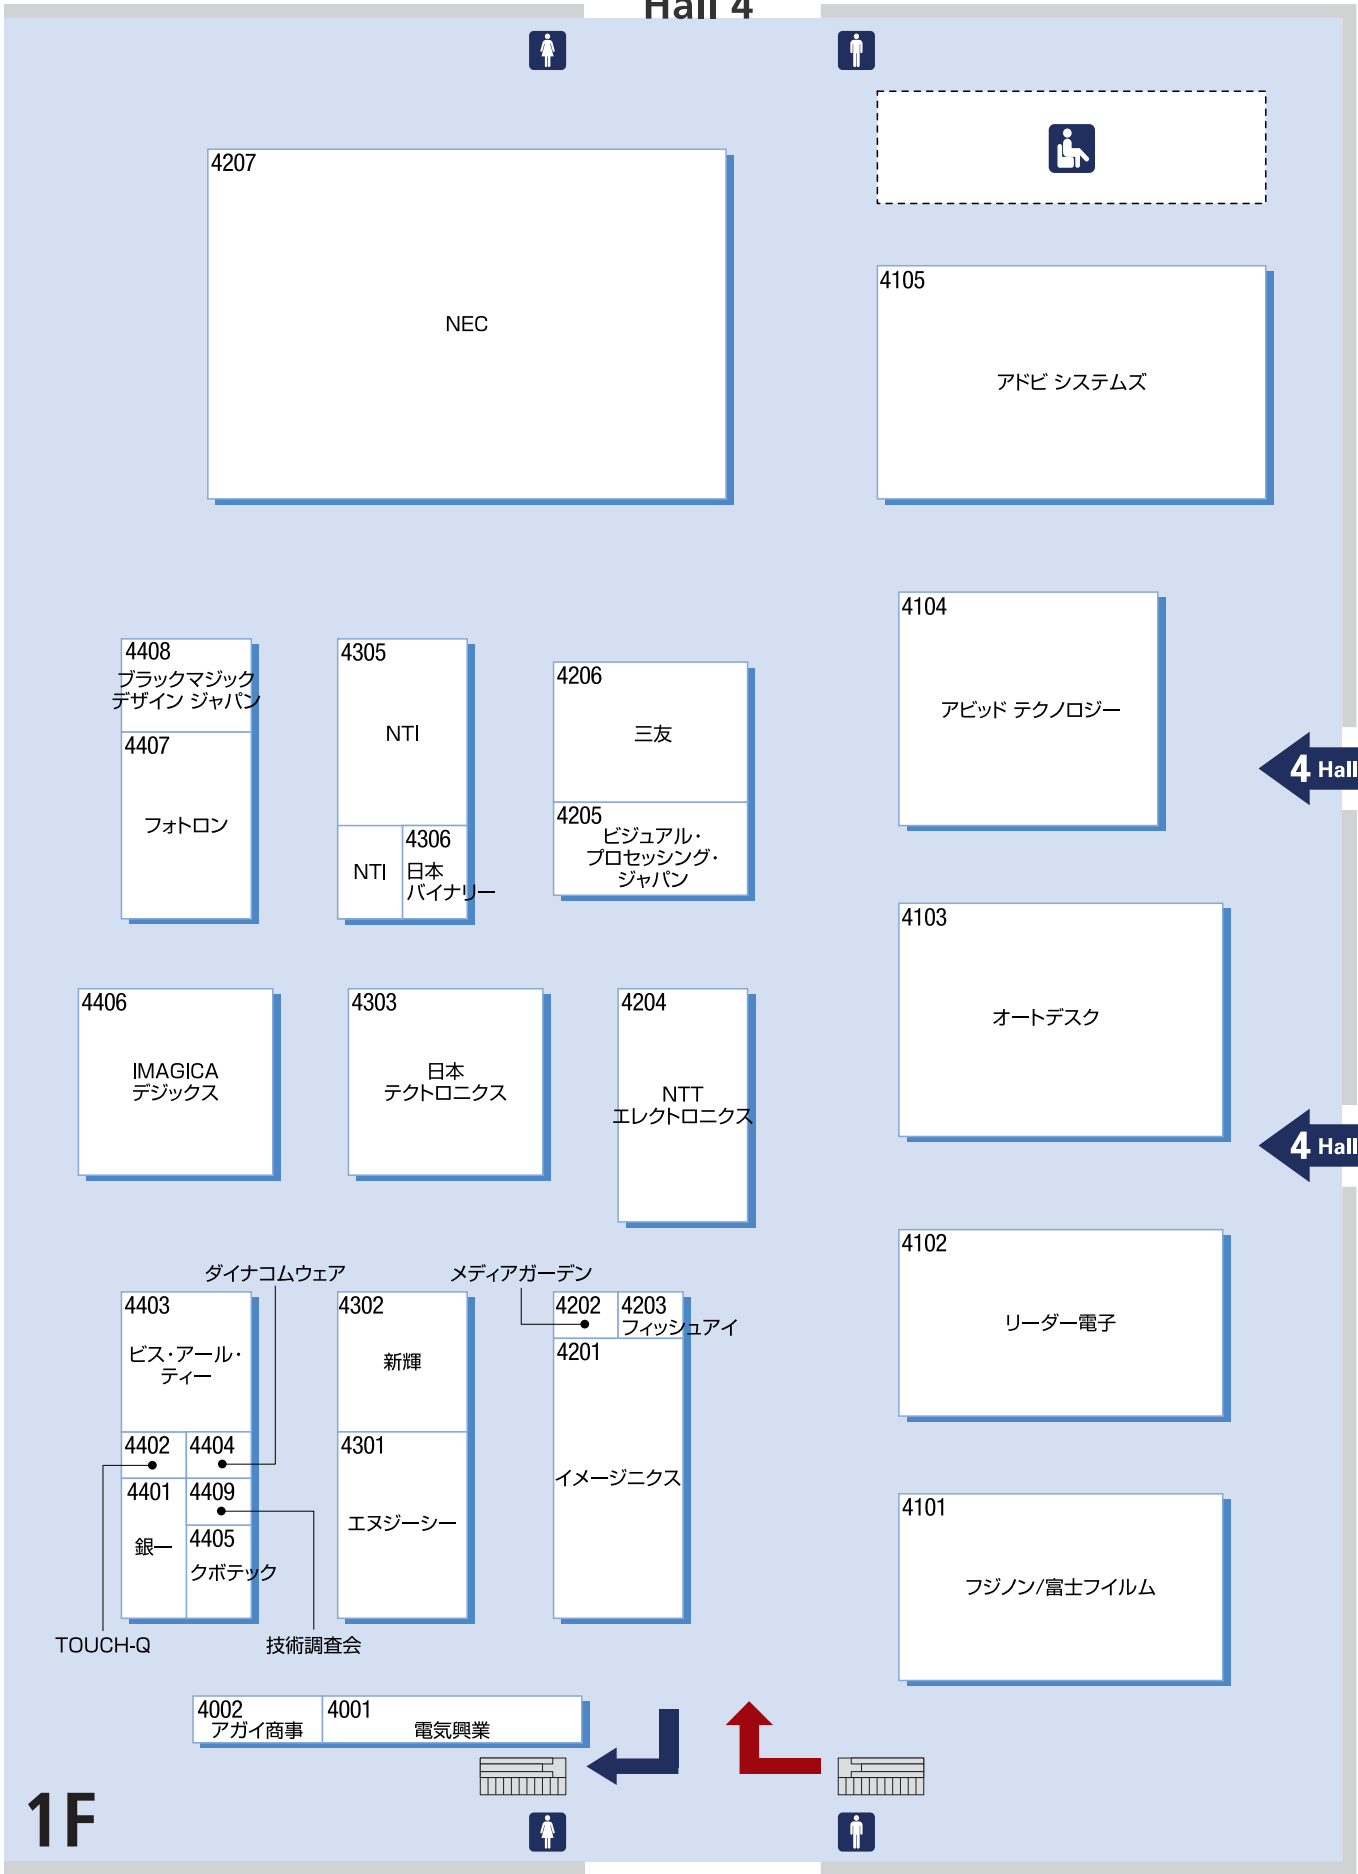 Hall 4
4207
NEC
4105
アドビ システムズ
4104
アビッド テクノロジー
4408
ブラックマジック
デザイン ジャパン
4407
フォトロン
4305
NTI
NTI
4306
日本
バイナリー
4206
三友
4205
ビジュアル・
プロセッシング・
ジャパン
4 Hall
4103
オートデスク
4406
IMAGICA
デジックス
4303
日本
テクトロニクス
4204
NTT
エレクトロニクス
4 Hall
4102
リーダー電子
ダイナコムウェア
メディアガーデン
4403
ビス・アール・
ティー
4402
4404
4401
銀一
4409
4405
クボテック
TOUCH-Q
技術調査会
4302
新輝
4301
エヌジーシー
4202
4203
フィッシュアイ
4201
イメージニクス
4101
フジノン/富士フイルム
4002
アガイ商事
4001
電気興業
1F